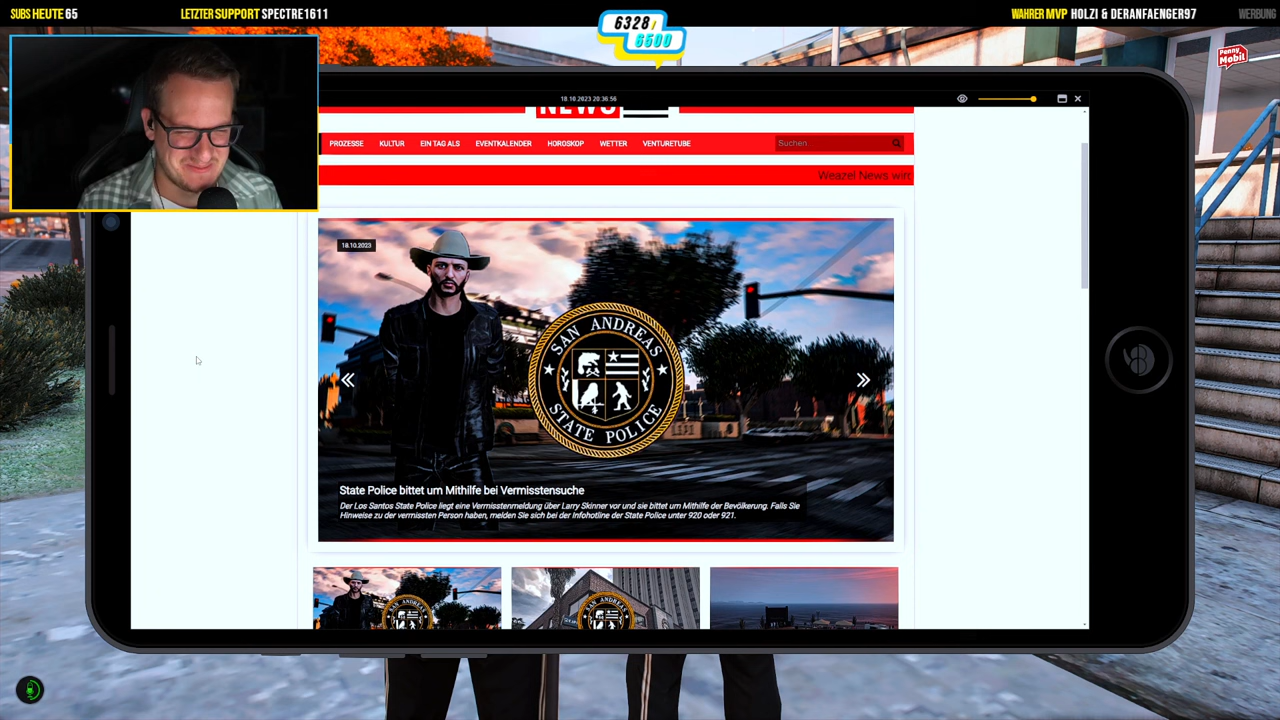 SUBS HEUTE 65
LETZTER SUPPORT SPECTRE1611
6328 /
6600
WAHRER MVP HOLZI & DERANFAENGER97
WERBUNG
Penny
Mobil
18.10.2023 20:36:56
NEWS
PROZESSE KULTUR EIN TAG ALS EVENTKALENDER HOROSKOP WETTER VENTURETUBE
Suchen
Weazel News wird
18.10.2023
SAN ANDREAS
STATE POLICE
State Police bittet um Mithilfe bei Vermisstensuche
Der Los Santos State Police liegt eine Vermisstenmeldung über Larry Skinner vor und sie bittet um Mithilfe der Bevölkerung. Falls Sie
Hinweise zu der vermissten Person haben, melden Sie sich bei der Infohotline der State Police unter 920 oder 921.